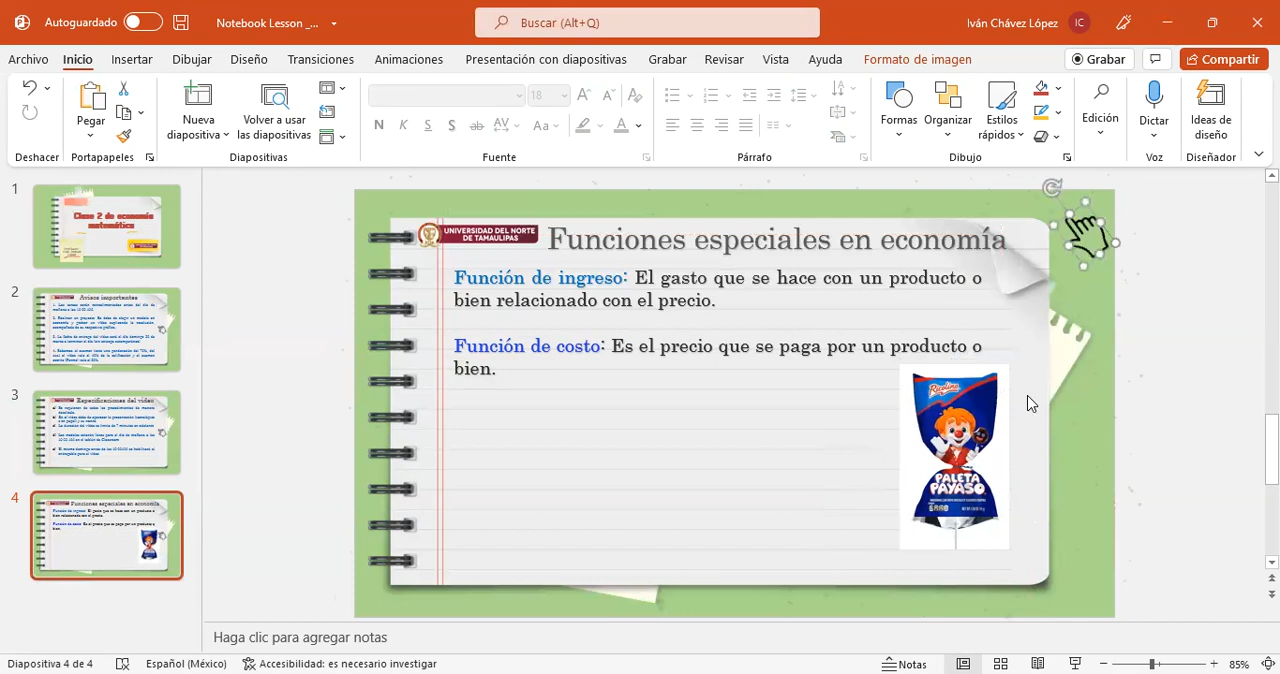 Autoguardado
Notebook Lesson _...
Buscar (Alt+Q)
Iván Chávez López
IC
Archivo Inicio Insertar Dibujar Diseño Transiciones Animaciones Presentación con diapositivas Grabar Revisar Vista Ayuda Formato de imagen
Grabar
Compartir
Pegar
Nueva diapositiva
Volver a usar las diapositivas
18
N K S S ab AV Aa A
Formas Organizar Estilos rápidos
Edición
Dictar
Ideas de diseño
Deshacer Portapapeles Diapositivas Fuente Párrafo Dibujo Voz Diseñador
1
Clase 2 de economía
matemática
2
Avisos importantes
3
Especificaciones del video
4
Funciones especiales en economía
UNIVERSIDAD DEL NORTE
DE TAMAULIPAS
Funciones especiales en economía
Función de ingreso: El gasto que se hace con un producto o
bien relacionado con el precio.
Función de costo: Es el precio que se paga por un producto o
bien.
Ricolino
PALETA
PAYASO
Haga clic para agregar notas
Diapositiva 4 de 4
Español (México)
Accesibilidad: es necesario investigar
Notas
85%